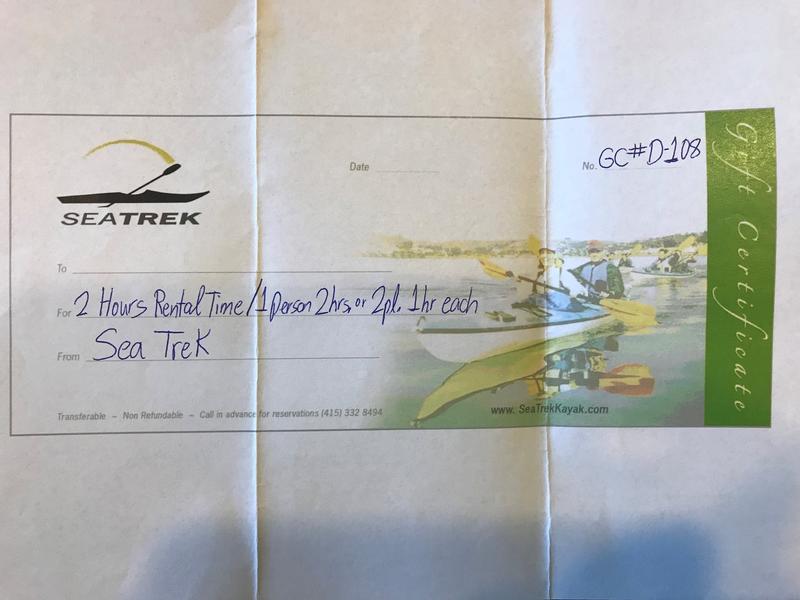 SEATREK
Date
No. GC#D-108
To
For 2 Hours Rental Time/1 person 2hrs, or 2pl. 1hr each
From Sea Trek
Transferable – Non Refundable – Call in advance for reservations (415) 332 8494
www. SeaTrekKayak.com
Gift Certificate